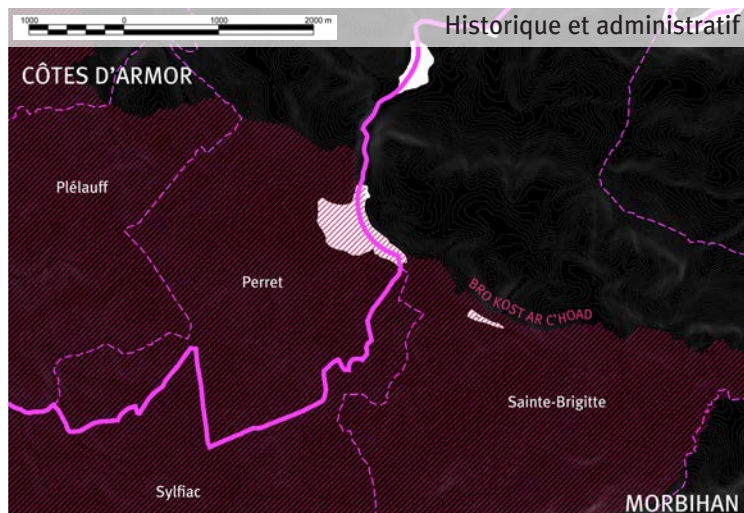 1000 0 1000 2000 m
Historique et administratif
CÔTES D'ARMOR
Plélauff
Perret
BRO KOST AR C'HOAD
Sainte-Brigitte
Sylfiac
MORBIHAN